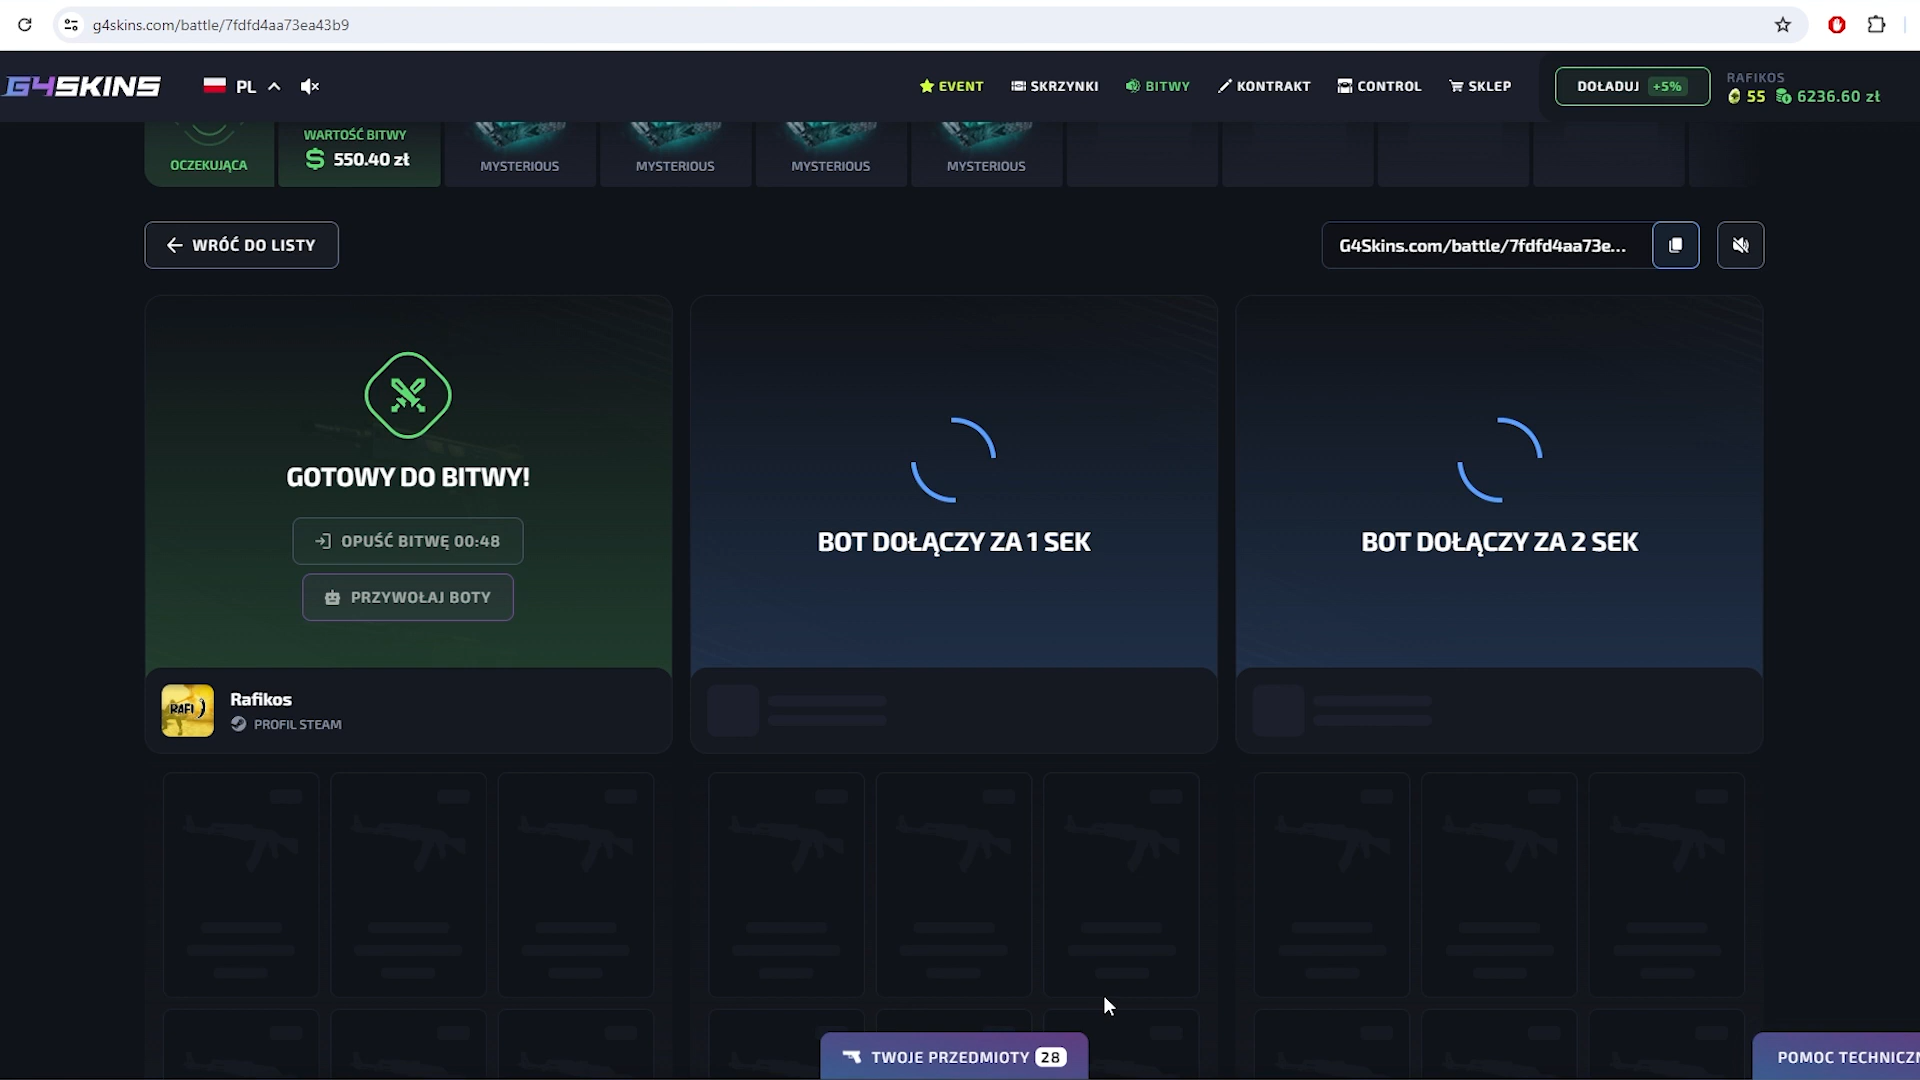 g4skins.com/battle/7fdfd4aa73ea43b9
G4SKINS
PL
EVENT
SKRZYNKI
BITWY
KONTRAKT
CONTROL
SKLEP
DOŁADUJ +5%
RAFIKOS
55 6236.60 zł
OCZEKUJĄCA
WARTOŚĆ BITWY
550.40 zł
MYSTERIOUS
MYSTERIOUS
MYSTERIOUS
MYSTERIOUS
WRÓĆ DO LISTY
G4Skins.com/battle/7fdfd4aa73e...
GOTOWY DO BITWY!
OPUŚĆ BITWĘ 00:48
PRZYWOŁAJ BOTY
BOT DOŁĄCZY ZA 1 SEK
BOT DOŁĄCZY ZA 2 SEK
RAFI
Rafikos
PROFIL STEAM
TWOJE PRZEDMIOTY 28
POMOC TECHNICZN